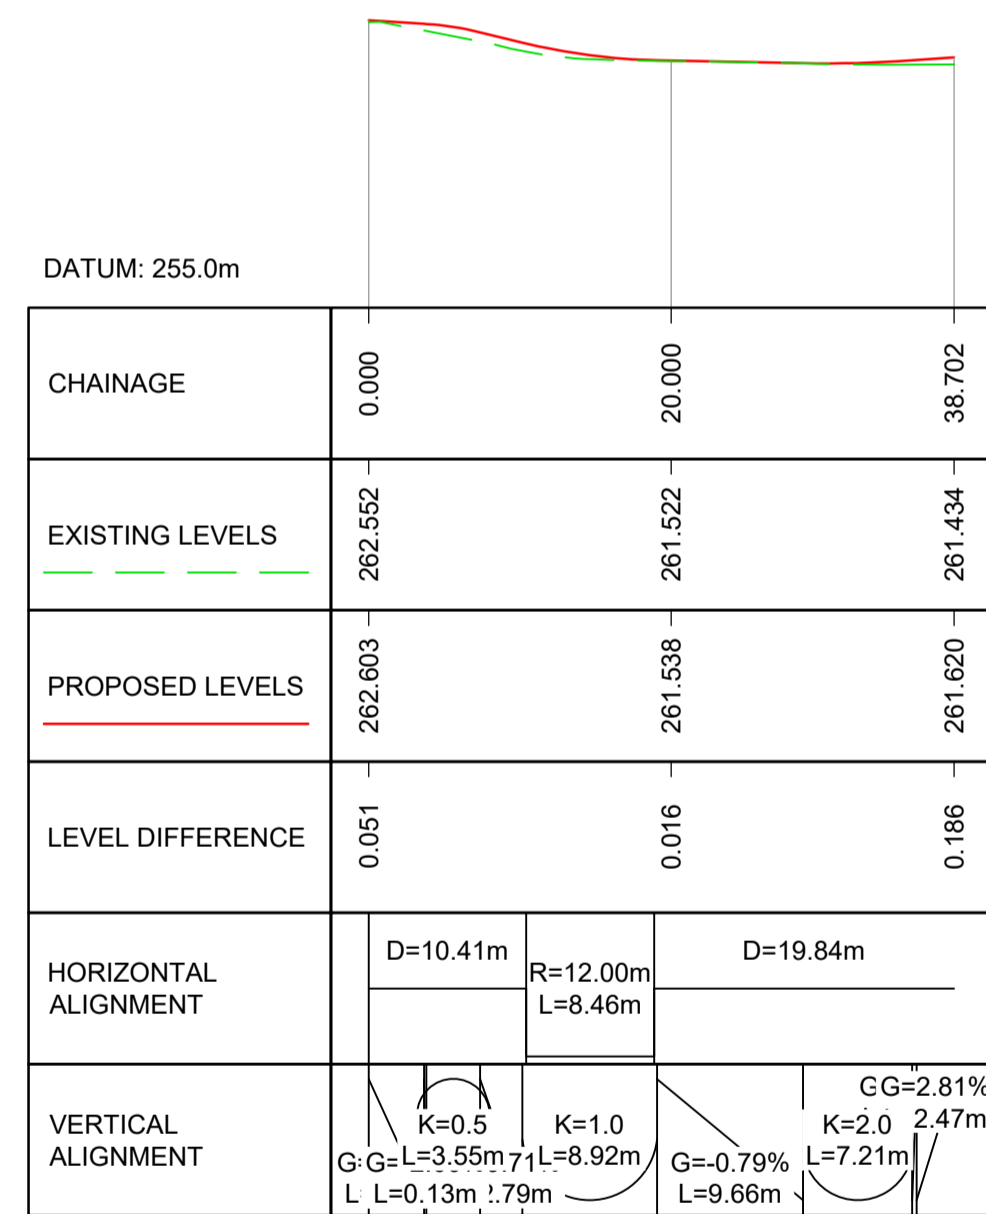 DATUM: 255.0m
CHAINAGE
0.000
20.000
38.702
EXISTING LEVELS
262.552
261.522
261.434
PROPOSED LEVELS
262.603
261.538
261.620
LEVEL DIFFERENCE
0.051
0.016
0.186
HORIZONTAL
ALIGNMENT
D=10.41m
R=12.00m
L=8.46m
D=19.84m
VERTICAL
ALIGNMENT
L=0.13m
K=0.5
L=3.55m
K=1.0
L=8.92m
G=-0.79%
L=9.66m
K=2.0
L=7.21m
G=2.81%
2.47m